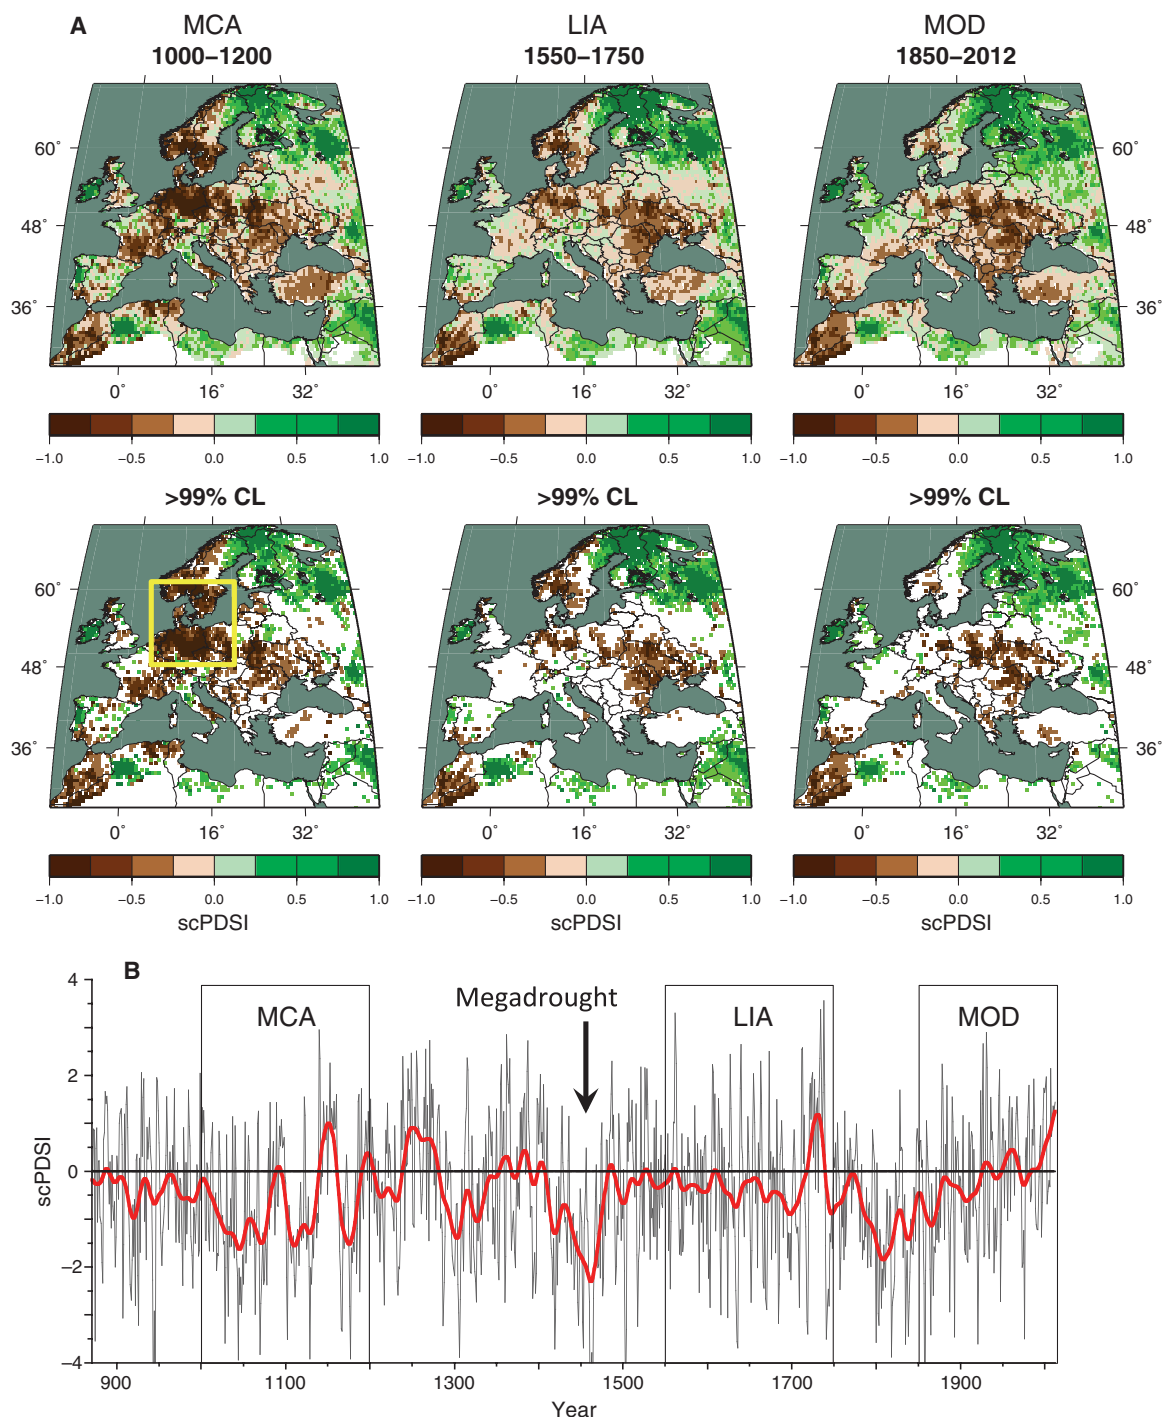 A MCA LIA MOD
1000–1200 1550–1750 1850–2012
60° 60°
48° 48°
36° 36°
0° 16° 32° 0° 16° 32° 0° 16° 32°
−1.0 −0.5 0.0 0.5 1.0 −1.0 −0.5 0.0 0.5 1.0 −1.0 −0.5 0.0 0.5 1.0
>99% CL >99% CL >99% CL
60° 60°
48° 48°
36° 36°
0° 16° 32° 0° 16° 32° 0° 16° 32°
−1.0 −0.5 0.0 0.5 1.0 −1.0 −0.5 0.0 0.5 1.0 −1.0 −0.5 0.0 0.5 1.0
scPDSI scPDSI scPDSI
B
4
Megadrought
MCA LIA MOD
2
0
scPDSI
−2
−4
900 1100 1300 1500 1700 1900
Year